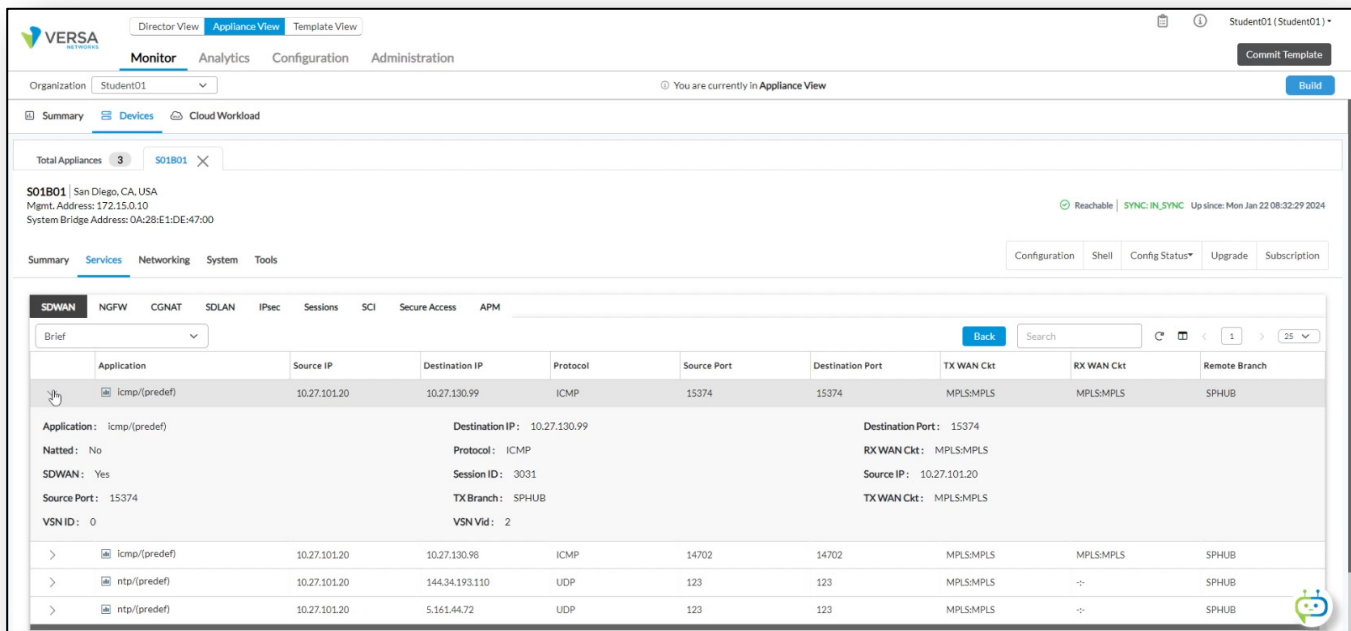 VERSA
NETWORKS
Director View Appliance View Template View
Student01 (Student01)
Monitor Analytics Configuration Administration
Commit Template
Organization Student01
You are currently in Appliance View
Build
Summary Devices Cloud Workload
Total Appliances 3 S01B01
S01B01 | San Diego, CA, USA
Mgmt. Address: 172.15.0.10
System Bridge Address: 0A:28:E1:DE:47:00
Reachable | SYNC: IN_SYNC Up since: Mon Jan 22 08:32:29 2024
Summary Services Networking System Tools
Configuration Shell Config Status Upgrade Subscription
SDWAN NGFW CGNAT SDLAN IPsec Sessions SCI Secure Access APM
Brief Back Search 1 25
Application Source IP Destination IP Protocol Source Port Destination Port TX WAN Ckt RX WAN Ckt Remote Branch
icmp/(predef) 10.27.101.20 10.27.130.99 ICMP 15374 15374 MPLS:MPLS MPLS:MPLS SPHUB
Application: icmp/(predef) Destination IP: 10.27.130.99 Destination Port: 15374
Natted: No Protocol: ICMP RX WAN Ckt: MPLS:MPLS
SDWAN: Yes Session ID: 3031 Source IP: 10.27.101.20
Source Port: 15374 TX Branch: SPHUB TX WAN Ckt: MPLS:MPLS
VSN ID: 0 VSN Vid: 2
icmp/(predef) 10.27.101.20 10.27.130.98 ICMP 14702 14702 MPLS:MPLS MPLS:MPLS SPHUB
ntp/(predef) 10.27.101.20 144.34.193.110 UDP 123 123 MPLS:MPLS -:- SPHUB
ntp/(predef) 10.27.101.20 5.161.44.72 UDP 123 123 MPLS:MPLS -:- SPHUB